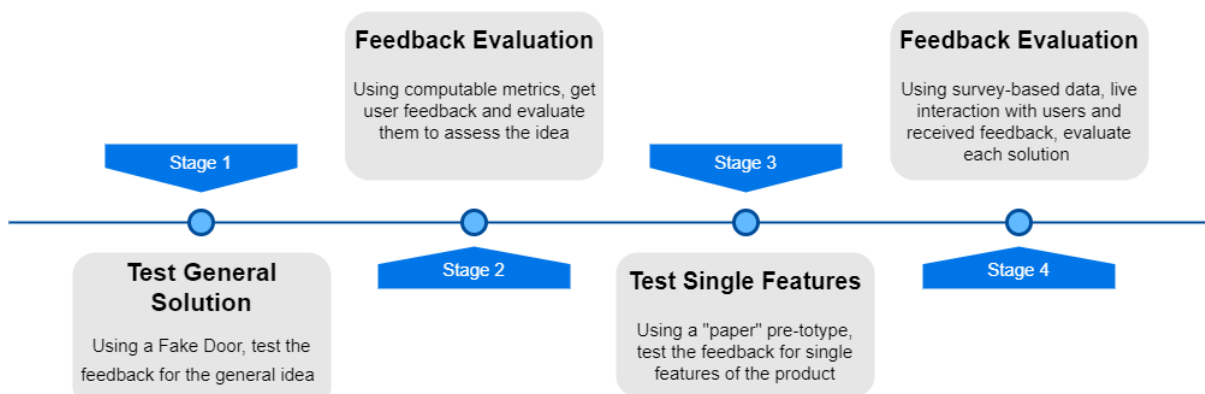 Stage 1
Test General
Solution
Using a Fake Door, test the
feedback for the general idea
Feedback Evaluation
Using computable metrics, get
user feedback and evaluate
them to assess the idea
Stage 2
Stage 3
Test Single Features
Using a "paper" pre-totype,
test the feedback for single
features of the product
Feedback Evaluation
Using survey-based data, live
interaction with users and
received feedback, evaluate
each solution
Stage 4